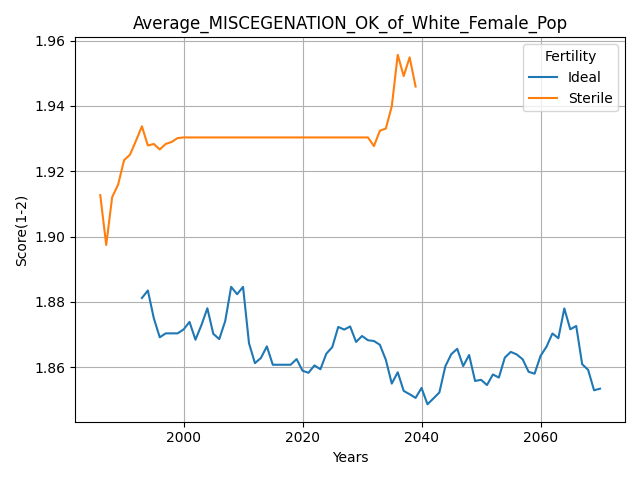 Average_MISCEGENATION_OK_of_White_Female_Pop
Fertility
Ideal
Sterile
Score(1-2)
1.96
1.94
1.92
1.90
1.88
1.86
2000
2020
2040
2060
Years